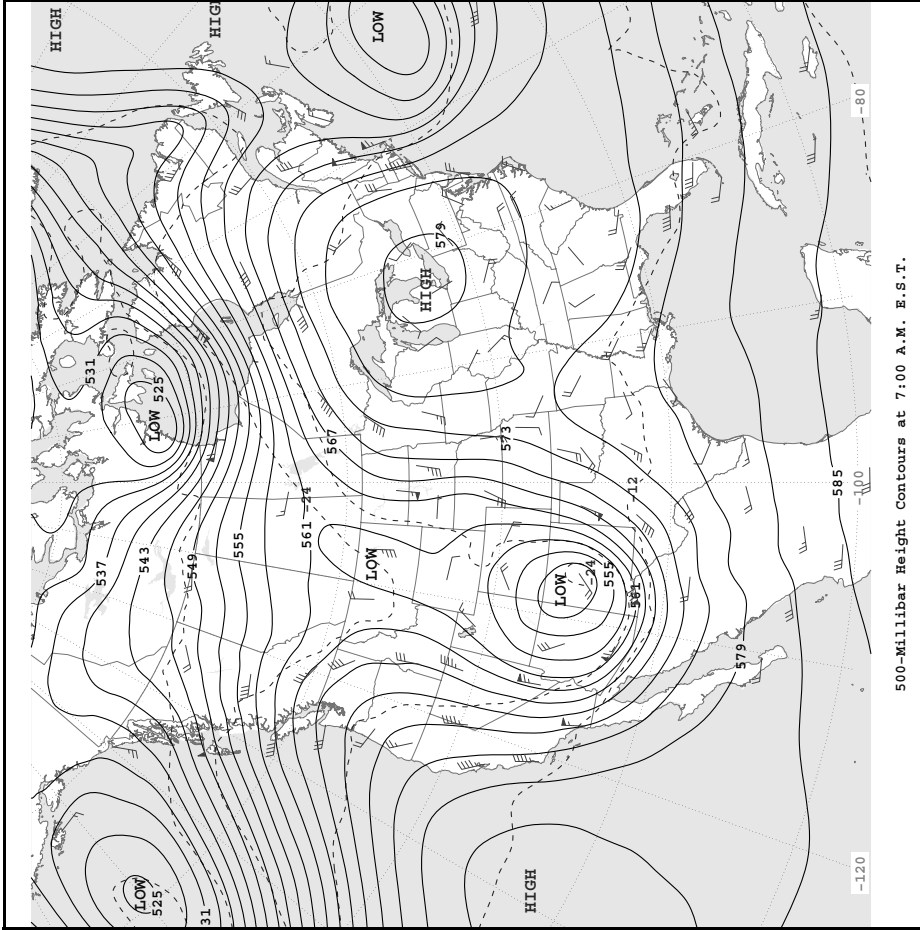 HIGH
531
537
LOW
525
543
LOW
525
549
31
HIGH
555
561
-24
567
LOW
LOW
HIGH
579
573
HIGH
LOW
-24
555
561
-12
579
585
-120
-100
-80
500-Millibar Height Contours at 7:00 A.M. E.S.T.